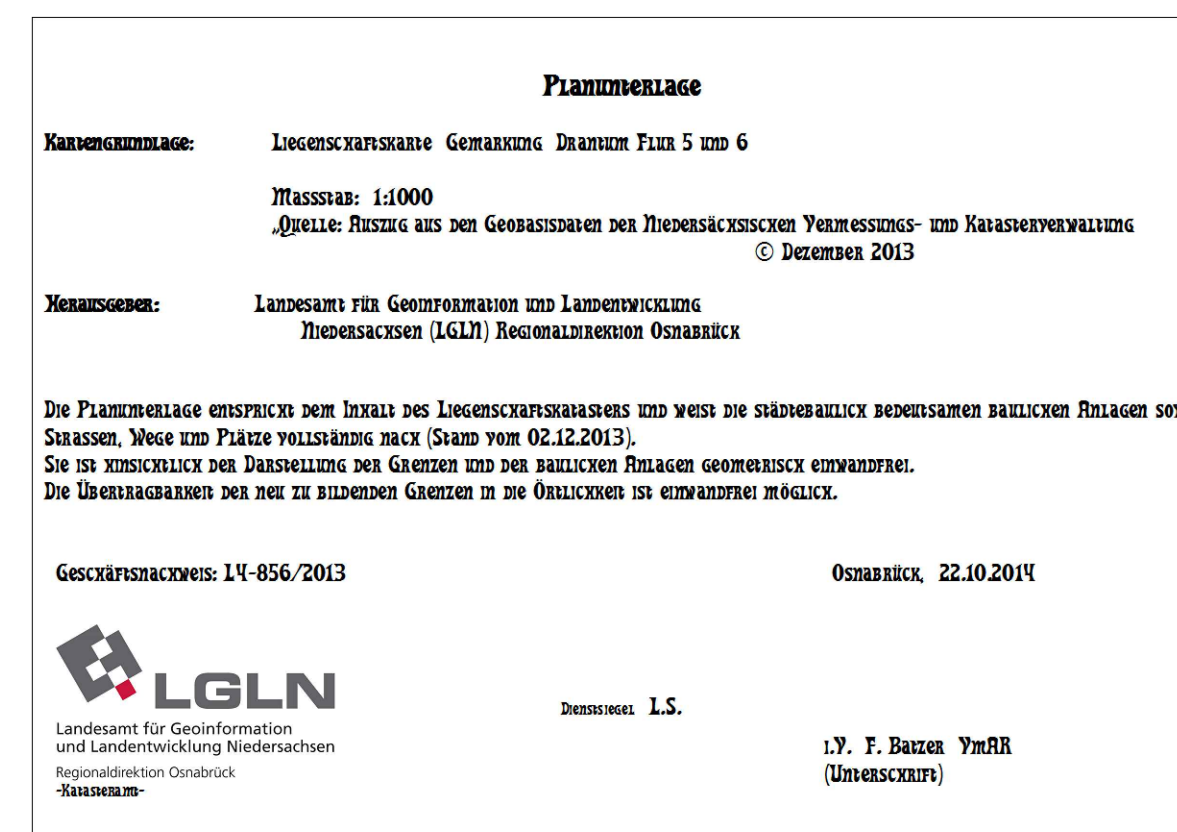 Planunterlage
Kartengrundlage: Liegenschaftskarte Gemarkung Drantum Flur 5 und 6
Massstab: 1:1000
„Quelle: Auszug aus den Geobasisdaten der Niedersächsischen Vermessungs- und Katasterverwaltung
© Dezember 2013
Herausgeber: Landesamt für Geoinformation und Landentwicklung
Niedersachsen (LGLN) Regionaldirektion Osnabrück
Die Planunterlage entspricht dem Inhalt des Liegenschaftskatasters und weist die städtebaulich bedeutsamen baulichen Anlagen sow
Strassen, Wege und Plätze vollständig nach (Stand vom 02.12.2013).
Sie ist hinsichtlich der Darstellung der Grenzen und der baulichen Anlagen geometrisch einwandfrei.
Die Übertragbarkeit der neu zu bildenden Grenzen in die Örtlichkeit ist einwandfrei möglich.
Geschäftsnachweis: L4-856/2013 Osnabrück, 22.10.2014
LGLN
Landesamt für Geoinformation
und Landentwicklung Niedersachsen
Regionaldirektion Osnabrück
-Katasteramt-
Dienstsiegel L.S.
i.V. F. Batzer VmAR
(Unterschrift)